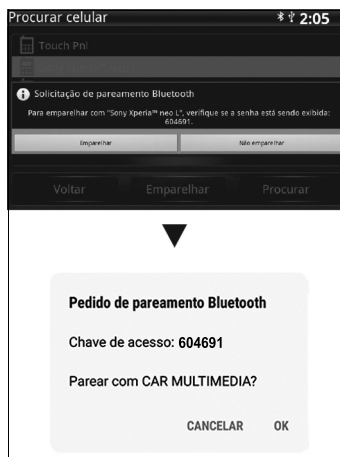 Procurar celular 2:05
Touch Pnl
Solicitação de pareamento Bluetooth
Para emparelhar com "Sony Xperia™ neo L", verifique se a senha está sendo exibida:
604691.
Emparelhar Não emparelhar
Voltar Emparelhar Procurar
Pedido de pareamento Bluetooth
Chave de acesso: 604691
Parear com CAR MULTIMEDIA?
CANCELAR OK